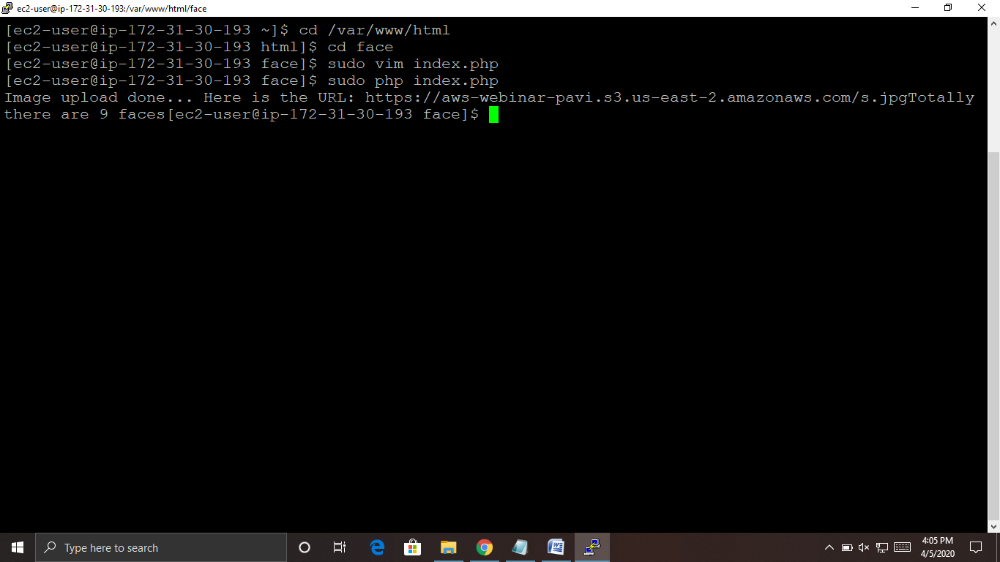 ec2-user@ip-172-31-30-193:/var/www/html/face
[ec2-user@ip-172-31-30-193 ~]$ cd /var/www/html
[ec2-user@ip-172-31-30-193 html]$ cd face
[ec2-user@ip-172-31-30-193 face]$ sudo vim index.php
[ec2-user@ip-172-31-30-193 face]$ sudo php index.php
Image upload done... Here is the URL: https://aws-webinar-pavi.s3.us-east-2.amazonaws.com/s.jpgTotally
there are 9 faces[ec2-user@ip-172-31-30-193 face]$
Type here to search
4:05 PM
4/5/2020